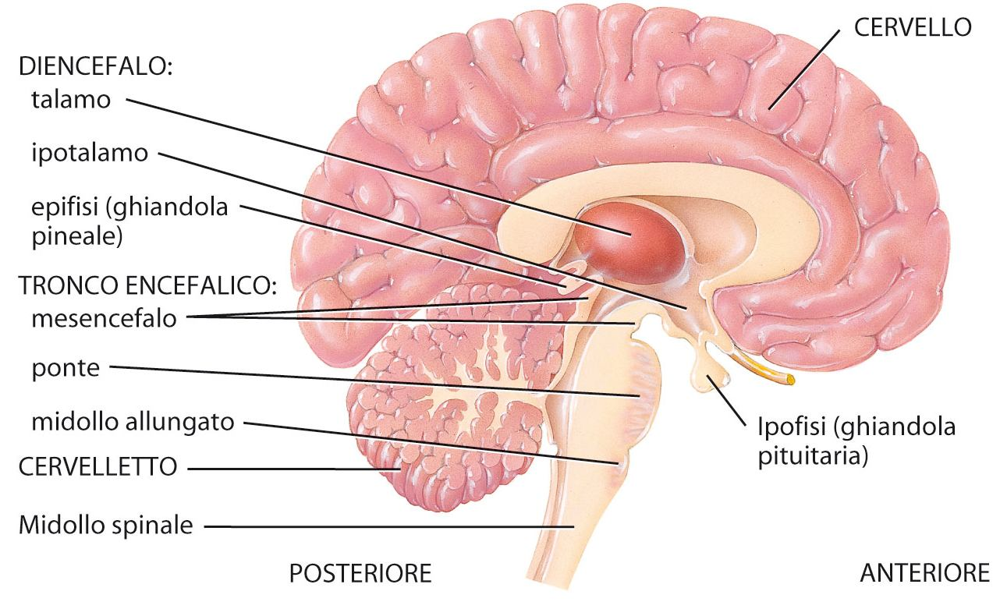 CERVELLO
DIENCEFALO:
talamo
ipotalamo
epifisi (ghiandola
pineale)
TRONCO ENCEFALICO:
mesencefalo
ponte
midollo allungato
CERVELLETTO
Midollo spinale
Ipofisi (ghiandola
pituitaria)
POSTERIORE
ANTERIORE